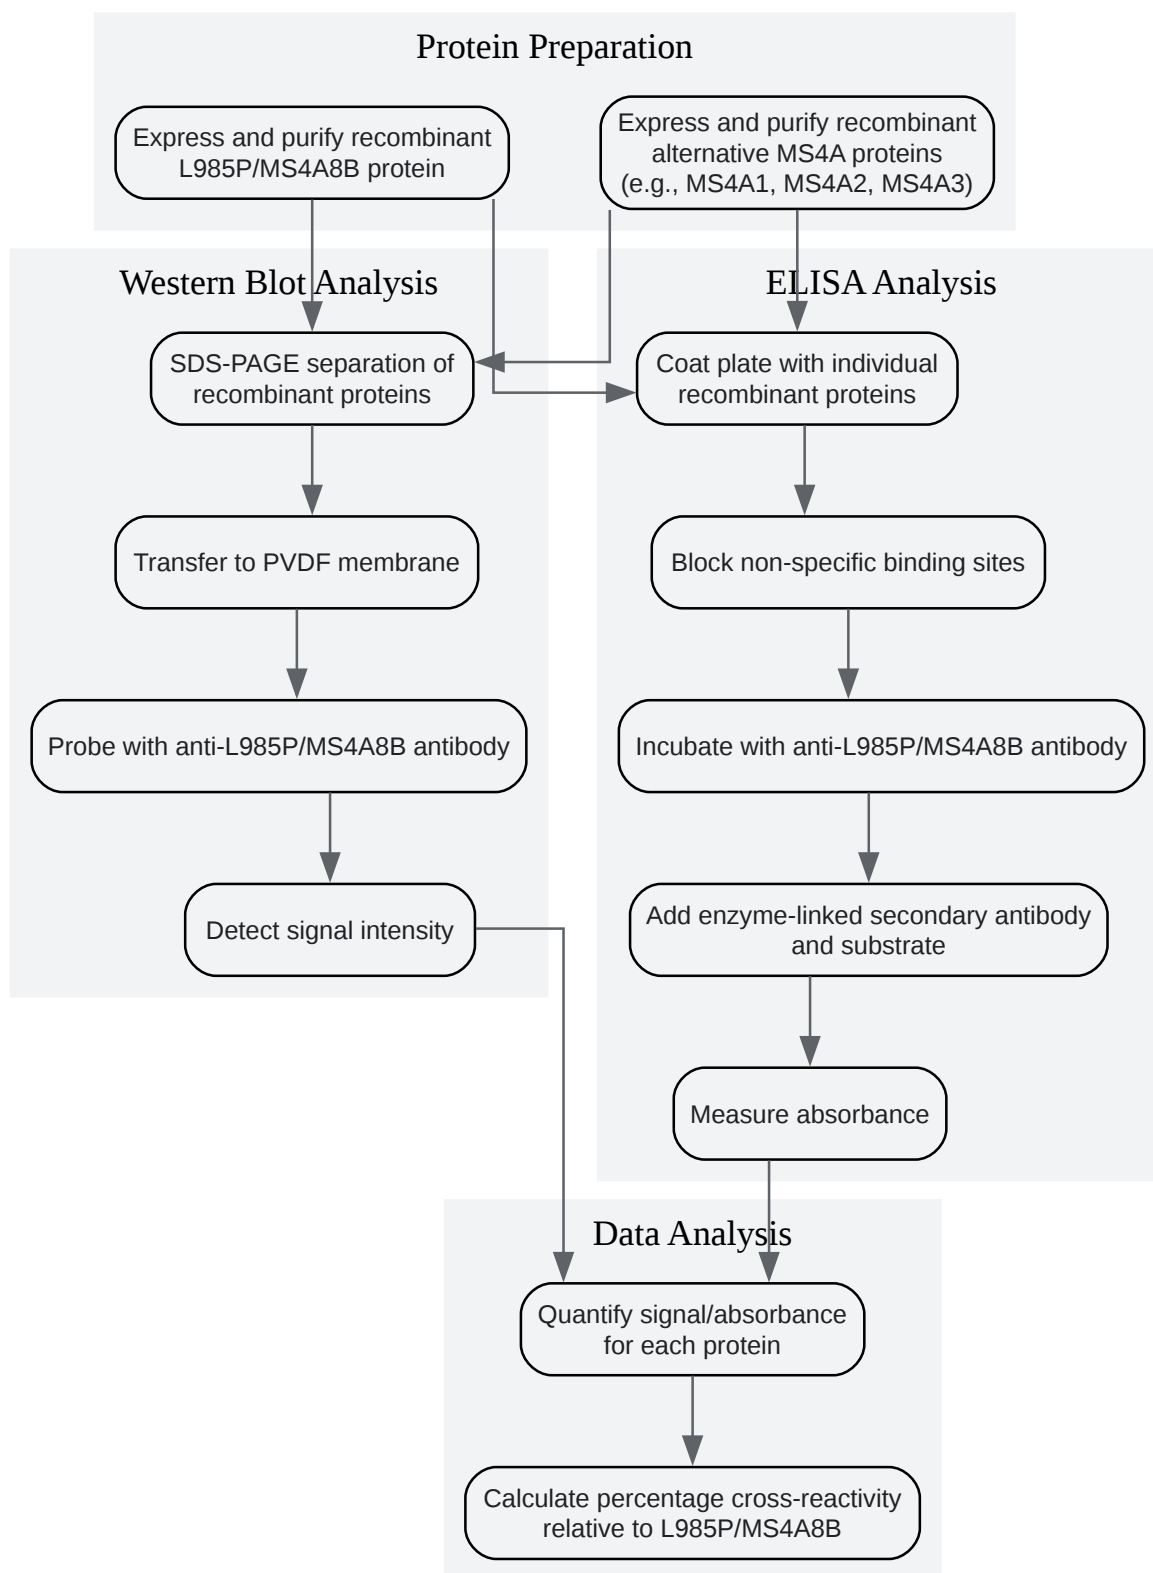 Protein Preparation
Express and purify recombinant
L985P/MS4A8B protein
Express and purify recombinant
alternative MS4A proteins
(e.g., MS4A1, MS4A2, MS4A3)
Western Blot Analysis
SDS-PAGE separation of
recombinant proteins
Transfer to PVDF membrane
Probe with anti-L985P/MS4A8B antibody
Detect signal intensity
ELISA Analysis
Coat plate with individual
recombinant proteins
Block non-specific binding sites
Incubate with anti-L985P/MS4A8B antibody
Add enzyme-linked secondary antibody
and substrate
Measure absorbance
Data Analysis
Quantify signal/absorbance
for each protein
Calculate percentage cross-reactivity
relative to L985P/MS4A8B